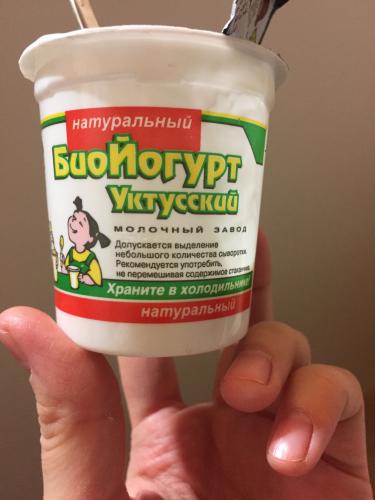 натуральный
БиоЙогурт
Уктусский
МОЛОЧНЫЙ ЗАВОД
Допускается выделение
небольшого количества сыворотки.
Рекомендуется употребить,
не перемешивая содержимое стаканчика.
Храните в холодильнике!
натуральный